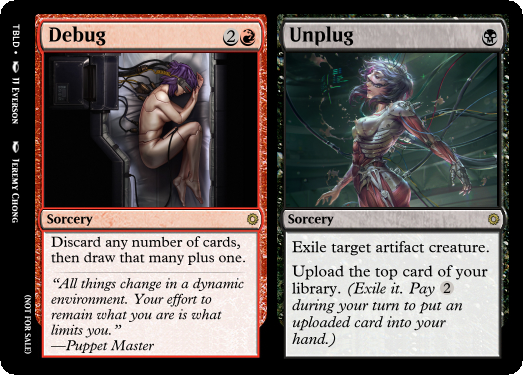 Debug 2
Sorcery
Discard any number of cards,
then draw that many plus one.
“All things change in a dynamic
environment. Your effort to
remain what you are is what
limits you.”
—Puppet Master
Unplug
Sorcery
Exile target artifact creature.
Upload the top card of your
library. (Exile it. Pay 2
during your turn to put an
uploaded card into your
hand.)
TBLD • JJ Everson Jeremy Chong
(NOT FOR SALE)